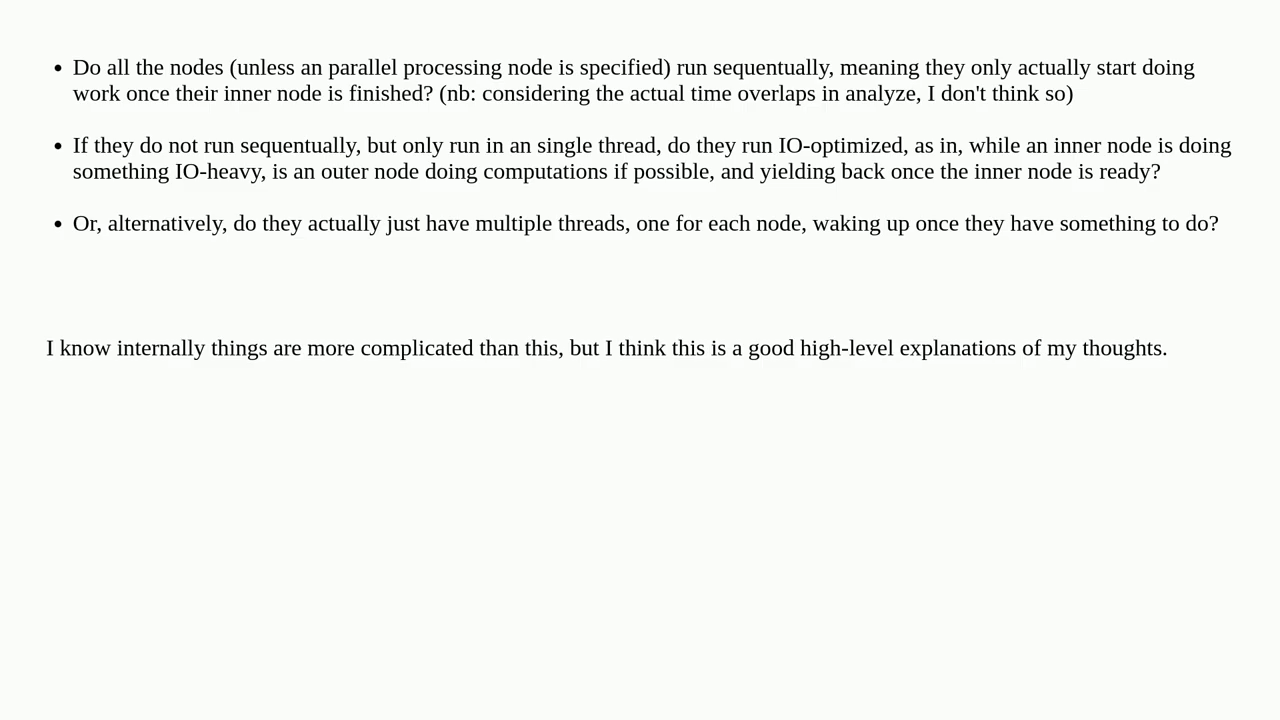 • Do all the nodes (unless an parallel processing node is specified) run sequentually, meaning they only actually start doing
work once their inner node is finished? (nb: considering the actual time overlaps in analyze, I don't think so)
• If they do not run sequentually, but only run in an single thread, do they run IO-optimized, as in, while an inner node is doing
something IO-heavy, is an outer node doing computations if possible, and yielding back once the inner node is ready?
• Or, alternatively, do they actually just have multiple threads, one for each node, waking up once they have something to do?
I know internally things are more complicated than this, but I think this is a good high-level explanations of my thoughts.